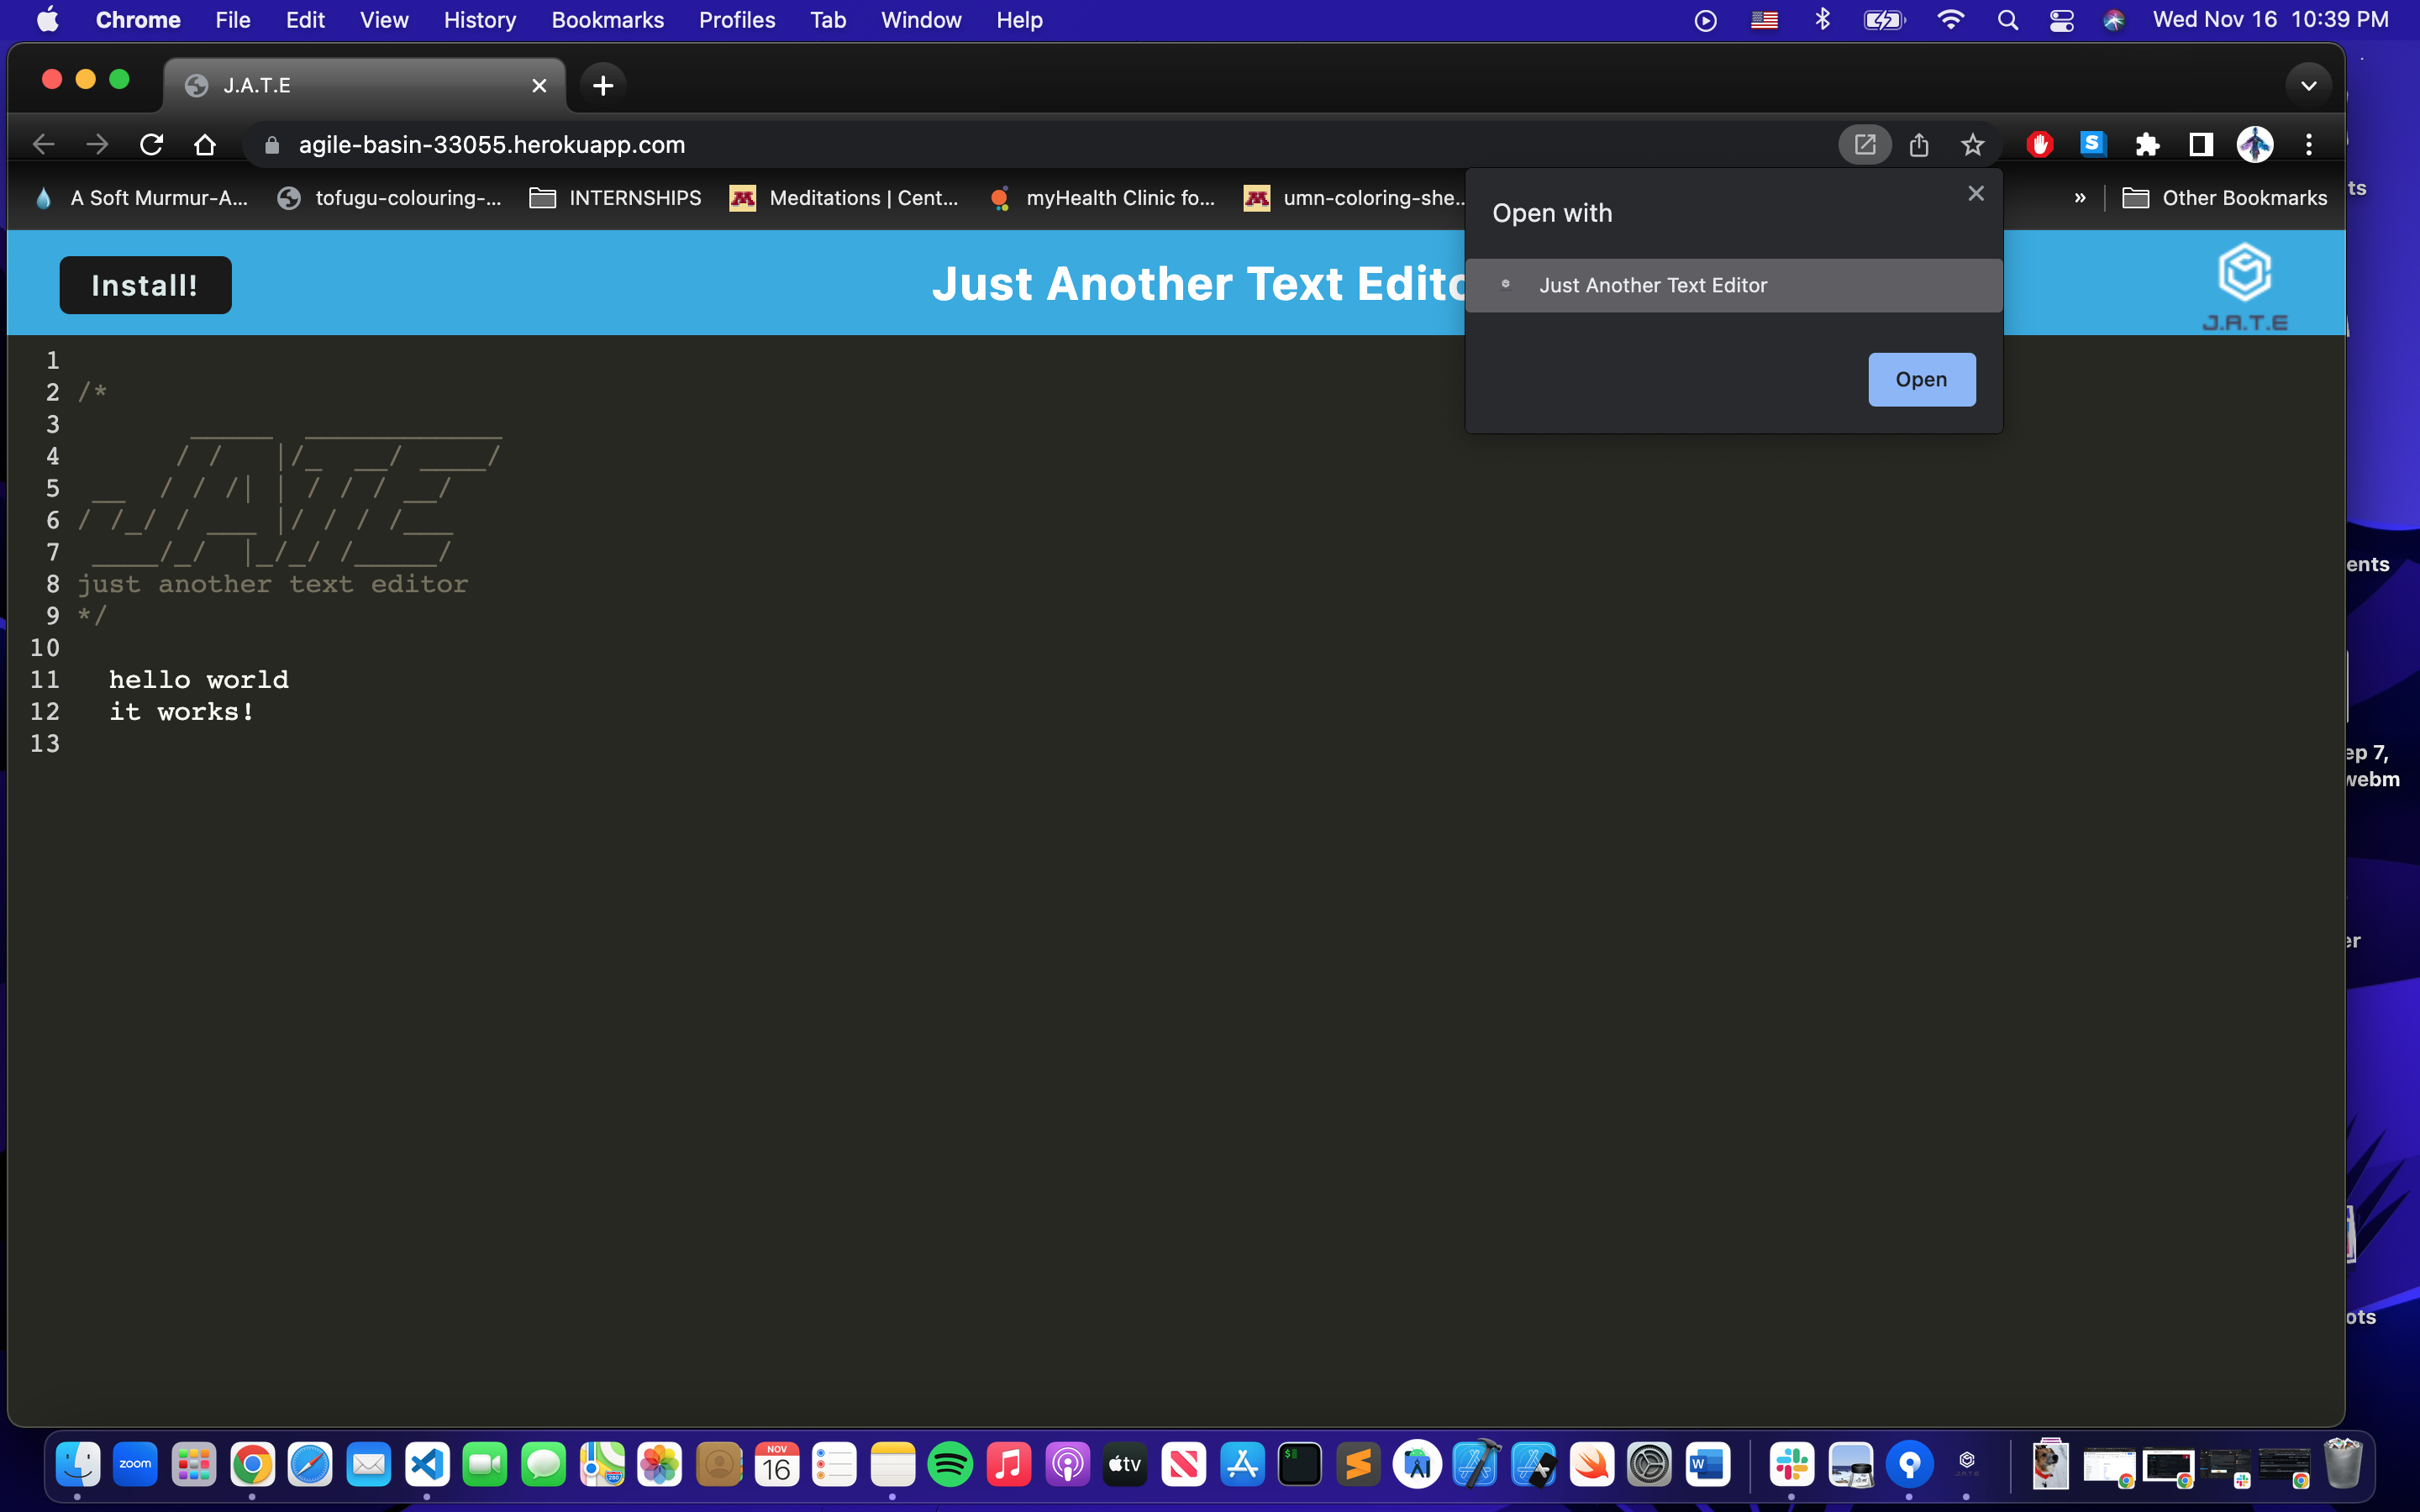 Chrome File Edit View History Bookmarks Profiles Tab Window Help Wed Nov 16 10:39 PM
J.A.T.E
agile-basin-33055.herokuapp.com
A Soft Murmur-A... tofugu-colouring-... INTERNSHIPS Meditations | Cent... myHealth Clinic fo... umn-coloring-she... » Other Bookmarks
Open with
Just Another Text Editor
Open
Install! Just Another Text Edito J.A.T.E
1
2 /*
3
4
5
6
7
8 just another text editor
9 */
10
11 hello world
12 it works!
13
ts
ents
ep 7,
webm
er
ots
zoom
NOV
16
tv
280
$
S
W
J.A.T.E